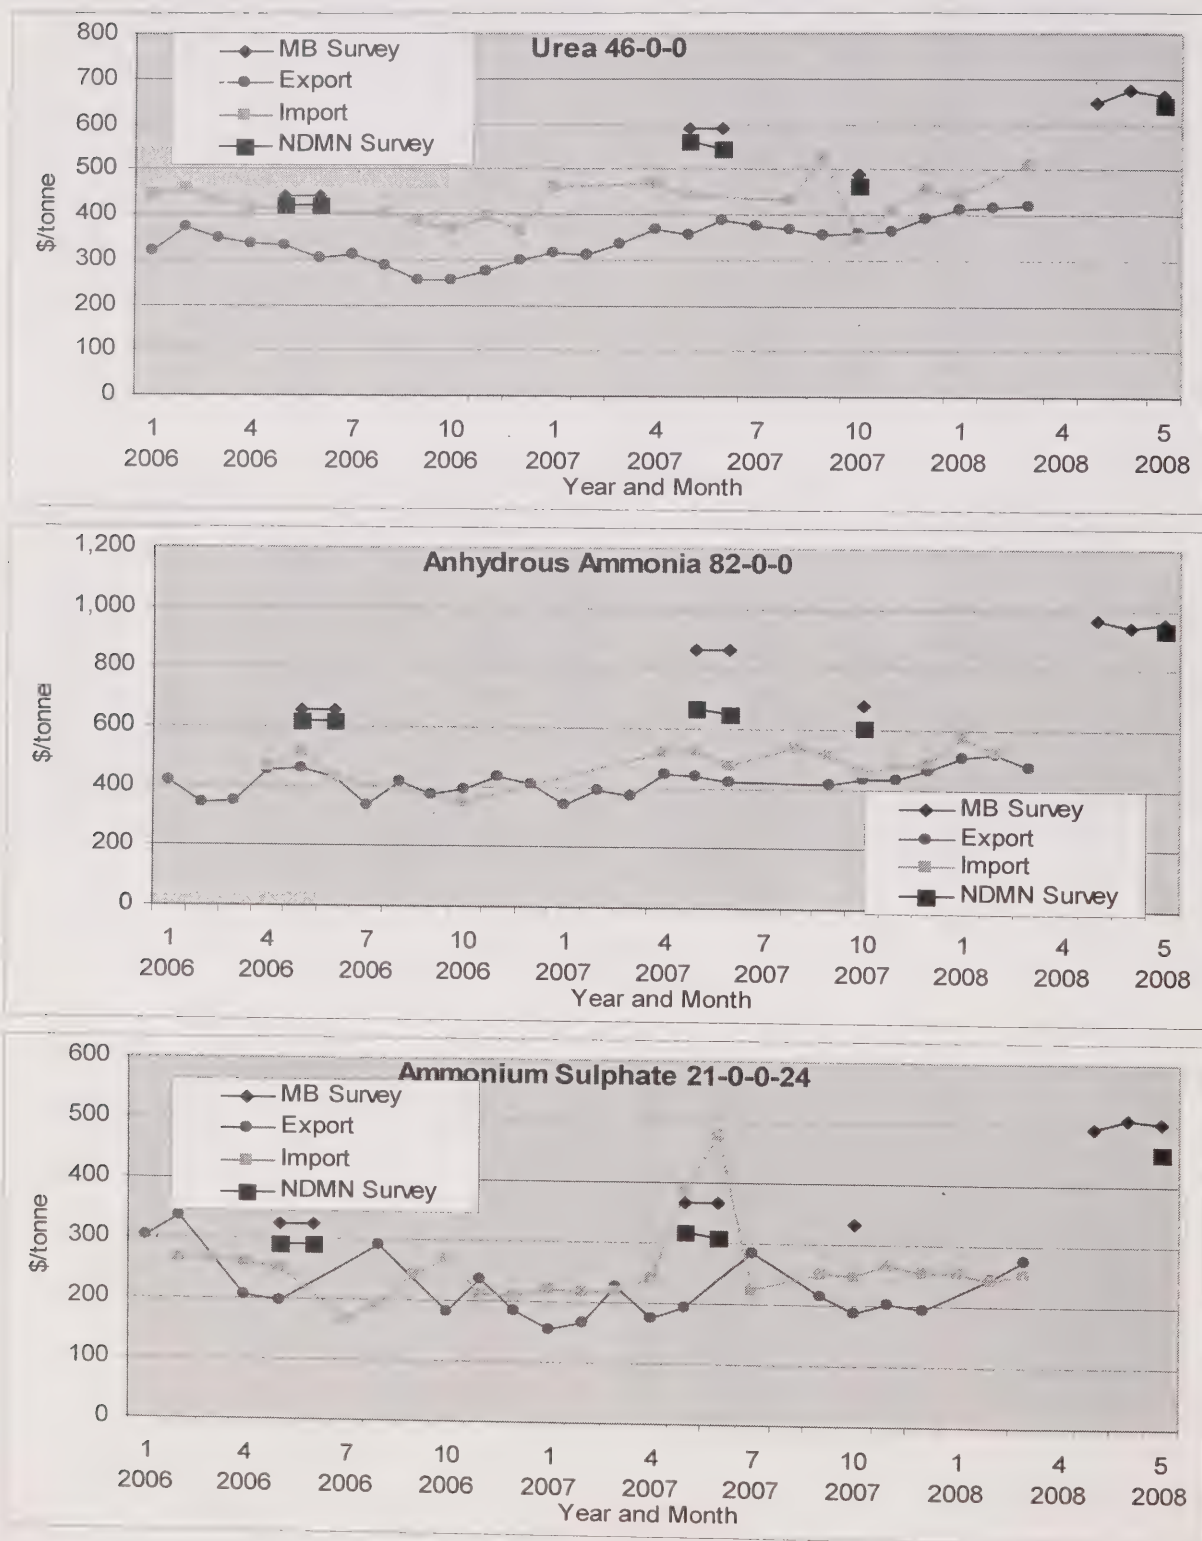 Urea 46-0-0
MB Survey
Export
Import
NDMN Survey
800
700
600
500
400
300
200
100
0
$/tonne
1 4 7 10 1 4 7 10 1 4 5
2006 2006 2006 2006 2007 2007 2007 2007 2008 2008 2008
Year and Month
Anhydrous Ammonia 82-0-0
1,200
1,000
800
600
400
200
0
$/tonne
MB Survey
Export
Import
NDMN Survey
1 4 7 10 1 4 7 10 1 4 5
2006 2006 2006 2006 2007 2007 2007 2007 2008 2008 2008
Year and Month
Ammonium Sulphate 21-0-0-24
MB Survey
Export
Import
NDMN Survey
600
500
400
300
200
100
0
$/tonne
1 4 7 10 1 4 7 10 1 4 5
2006 2006 2006 2006 2007 2007 2007 2007 2008 2008 2008
Year and Month